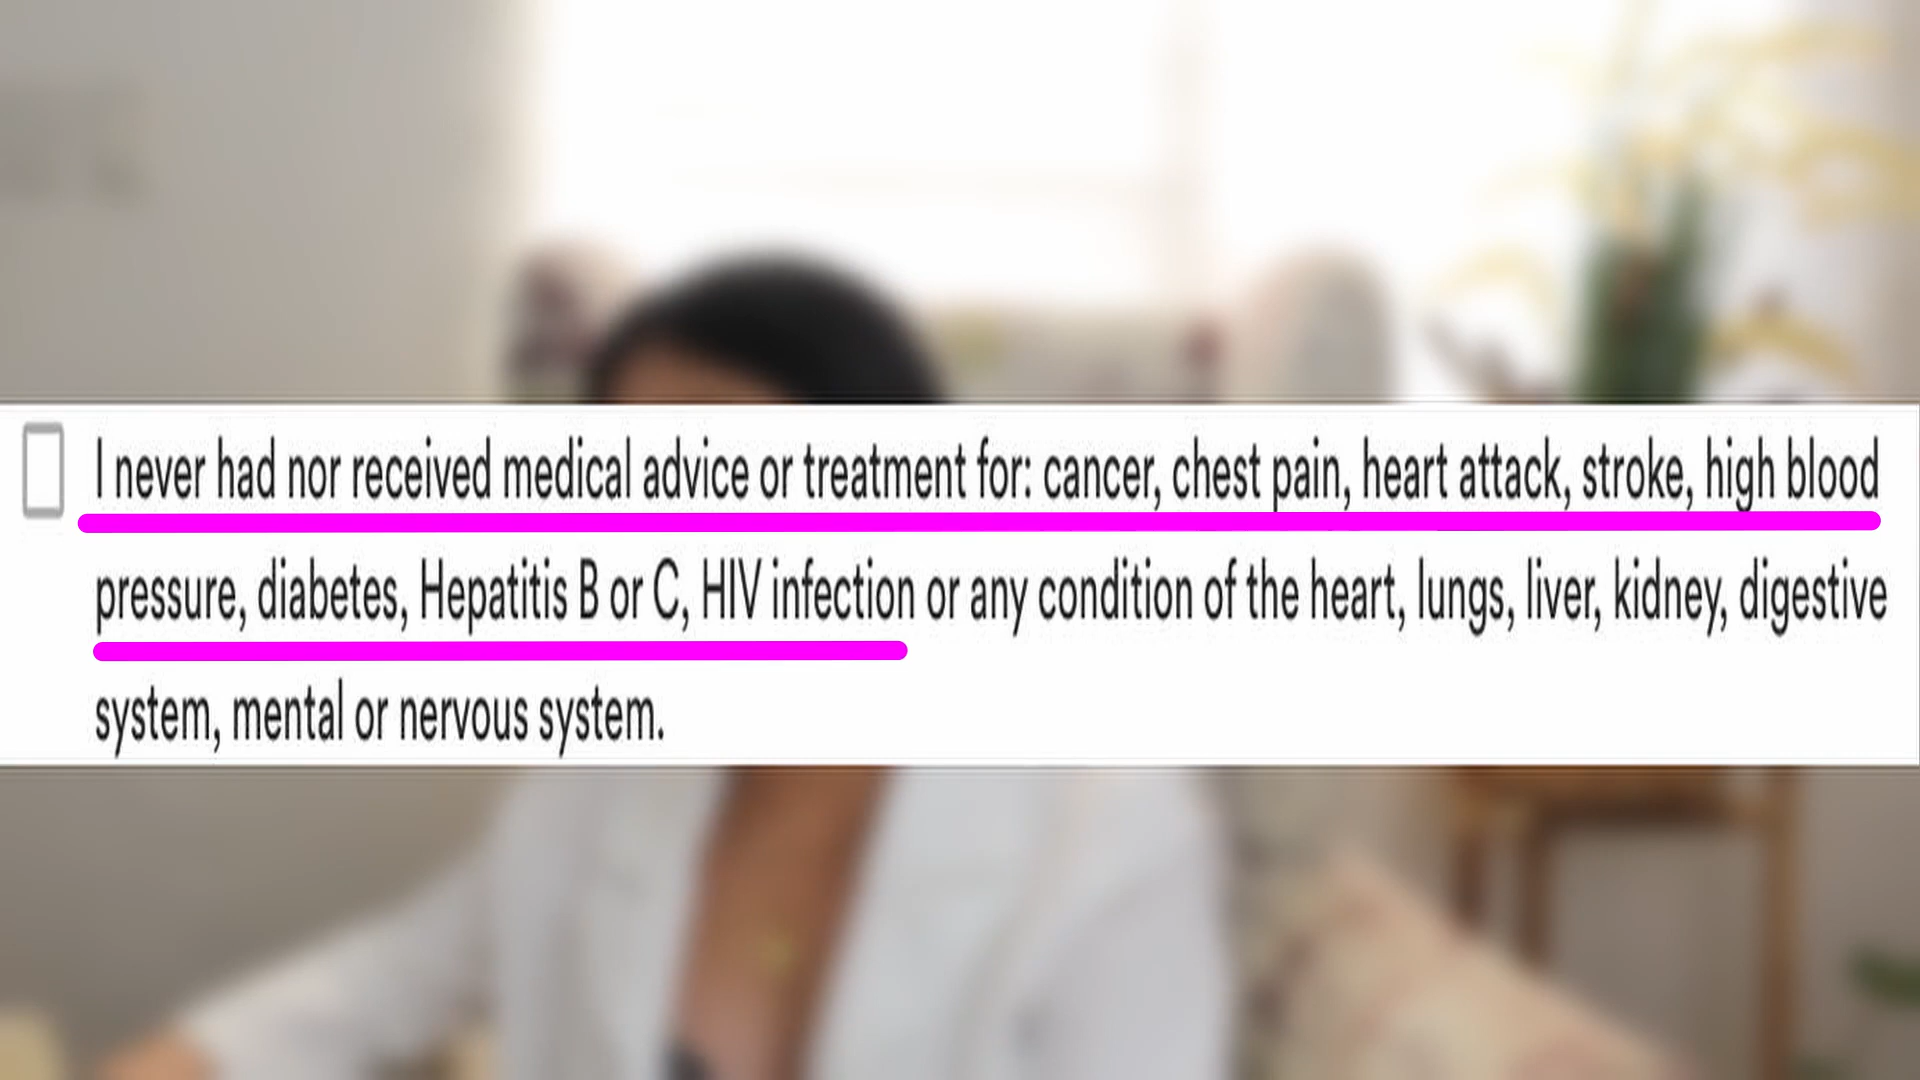 I never had nor received medical advice or treatment for: cancer, chest pain, heart attack, stroke, high blood
pressure, diabetes, Hepatitis B or C, HIV infection or any condition of the heart, lungs, liver, kidney, digestive
system, mental or nervous system.